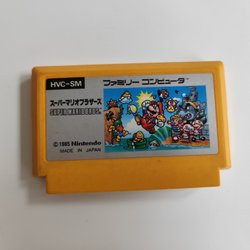 HVC-SM
ファミリー コンピュータ
スーパーマリオブラザーズ
SUPER MARIO BROS.
© 1985 Nintendo
MADE IN JAPAN